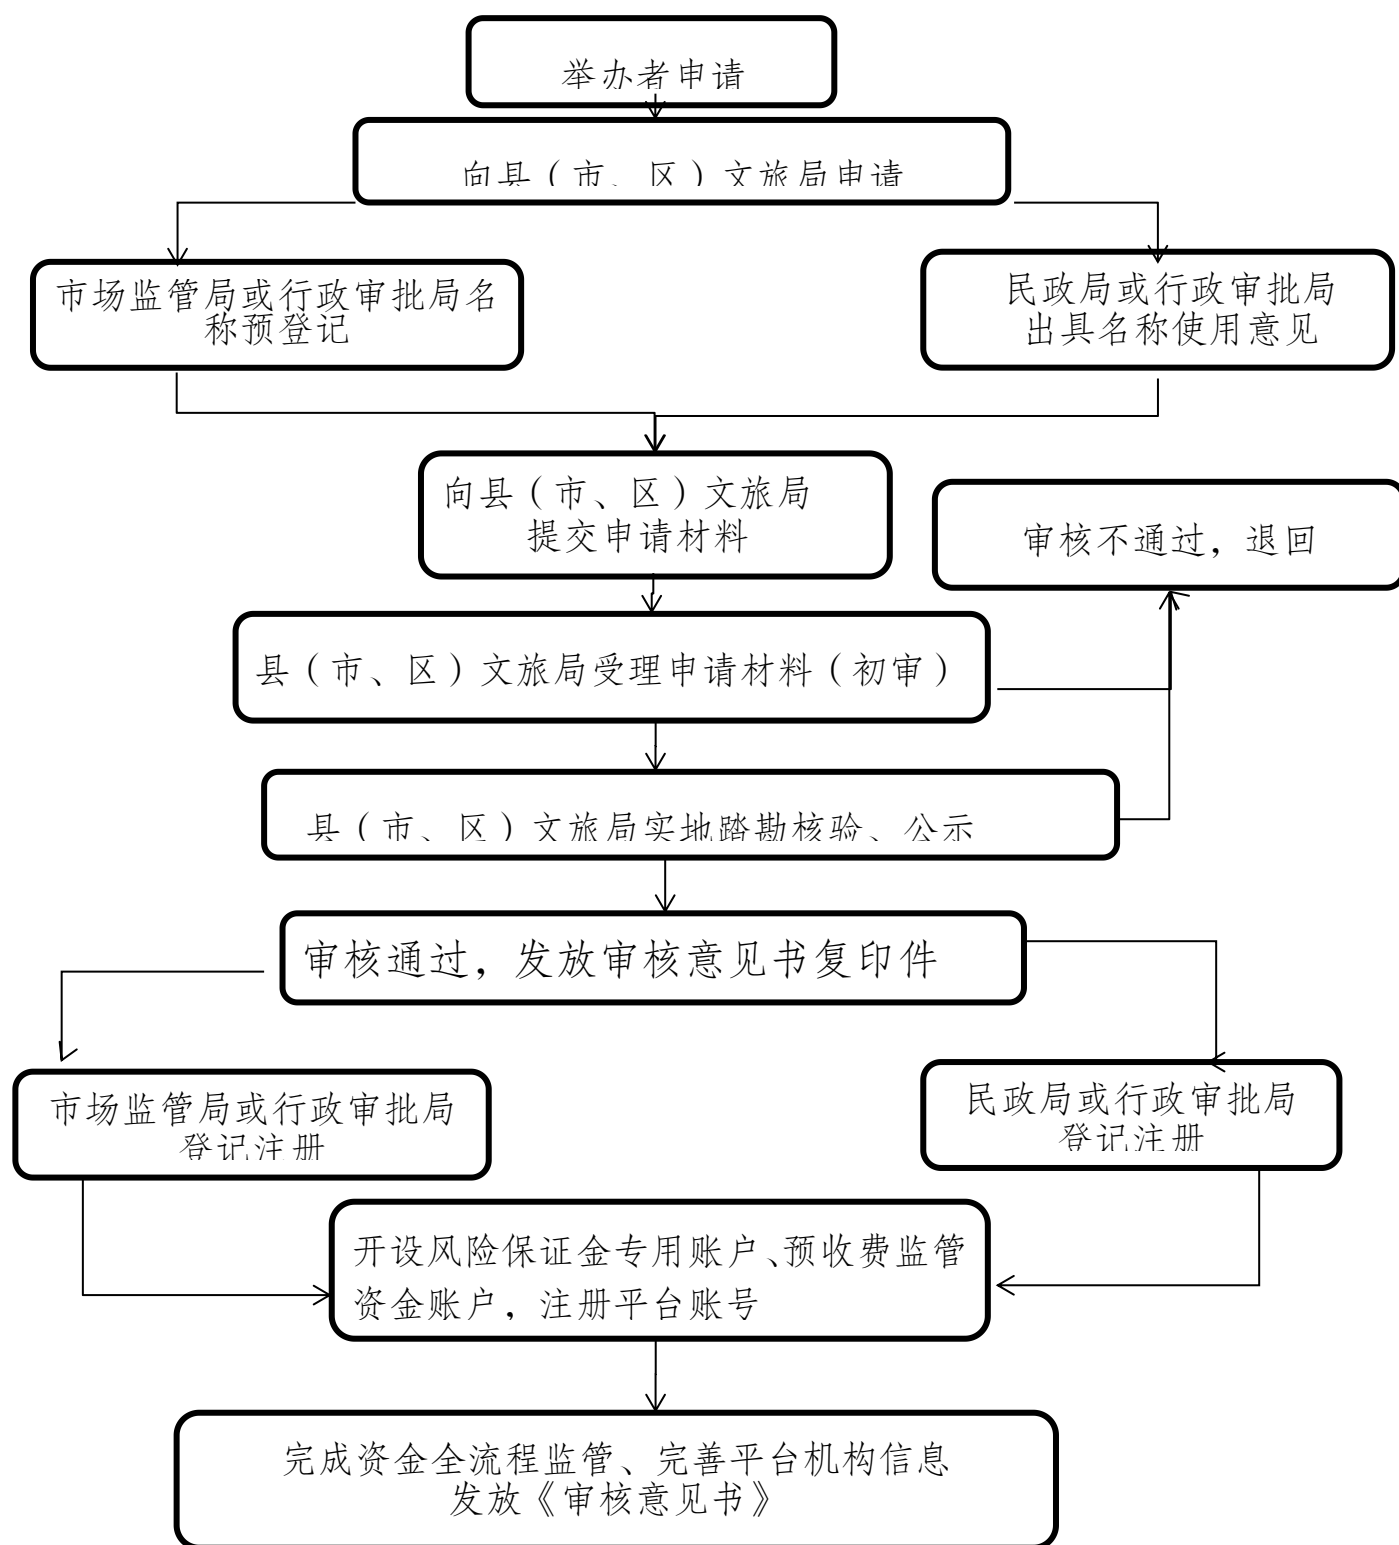 举办者申请
向县（市、区）文旅局申请
市场监管局或行政审批局名
称预登记
民政局或行政审批局
出具名称使用意见
向县（市、区）文旅局
提交申请材料
审核不通过，退回
县（市、区）文旅局受理申请材料（初审）
县（市、区）文旅局实地踏勘核验、公示
审核通过，发放审核意见书复印件
市场监管局或行政审批局
登记注册
民政局或行政审批局
登记注册
开设风险保证金专用账户、预收费监管
资金账户，注册平台账号
完成资金全流程监管、完善平台机构信息
发放《审核意见书》